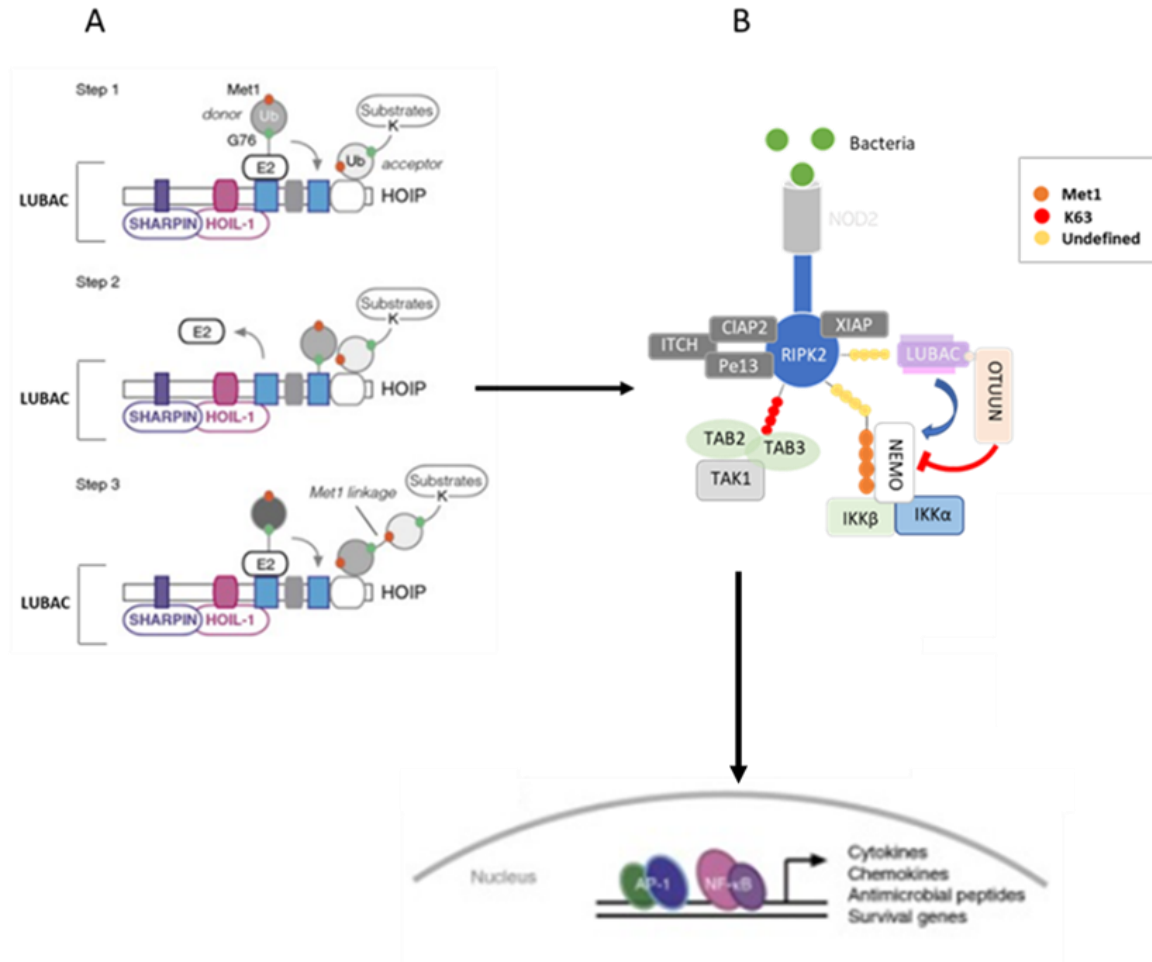 A
B
Step 1
Met1
donor
Ub
G76
E2
Ub
Substrates
K
acceptor
LUBAC
HOIP
SHARPIN
HOIL-1
Step 2
E2
Substrates
K
LUBAC
HOIP
SHARPIN
HOIL-1
Step 3
Met1 linkage
Substrates
K
E2
LUBAC
HOIP
SHARPIN
HOIL-1
Bacteria
NOD2
Met1
K63
Undefined
CIAP2
XIAP
ITCH
Pe13
RIPK2
LUBAC
OTUUN
TAB2
TAB3
TAK1
NEMO
IKKβ
IKKα
Nucleus
AP-1
NF-κB
Cytokines
Chemokines
Antimicrobial peptides
Survival genes